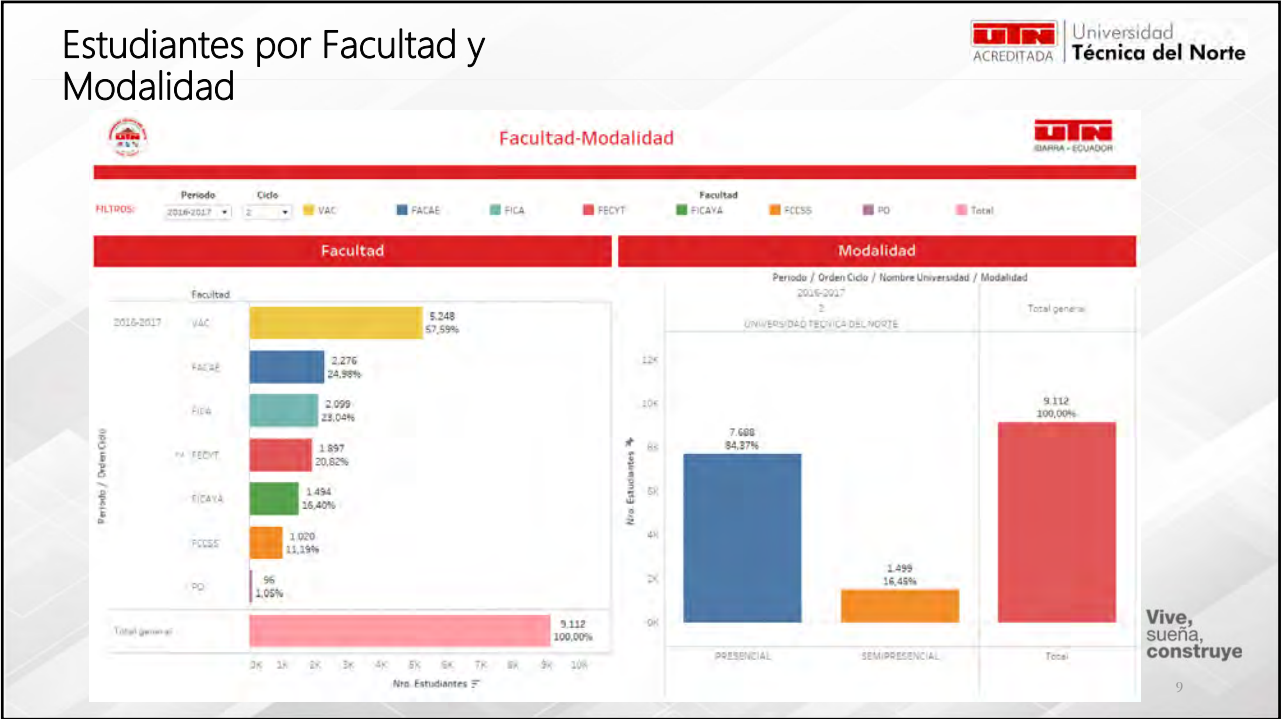 Estudiantes por Facultad y
Modalidad
UTN
ACREDITADA
Universidad
Técnica del Norte
UTN
Facultad-Modalidad
UTN
IBARRA - ECUADOR
Periodo
Ciclo
Facultad
FILTROS:
2016-2017
2
VAC
FACAE
FICA
FECYT
FICAYA
FCCSS
PO
Total
Facultad
Facultad
2016-2017
VAC
5.248
57,59%
FACAE
2.276
24,98%
FICA
2.099
23,04%
FECYT
1.897
20,82%
FICAYA
1.494
16,40%
FCCSS
1.020
11,19%
PO
96
1,05%
Total general
9.112
100,00%
Periodo / Orden Ciclo
0K 1K 2K 3K 4K 5K 6K 7K 8K 9K 10K
Nro. Estudiantes
Modalidad
Periodo / Orden Ciclo / Nombre Universidad / Modalidad
2016-2017
2
UNIVERSIDAD TECNICA DEL NORTE
Total general
Nro. Estudiantes
12K
10K
8K
6K
4K
2K
0K
7.688
84,37%
1.499
16,45%
9.112
100,00%
PRESENCIAL
SEMIPRESENCIAL
Total
Vive,
sueña,
construye
9